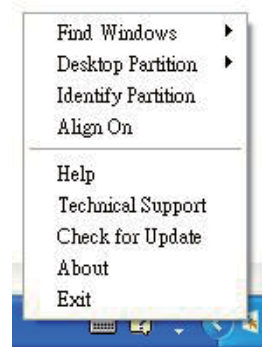 Find Windows
Desktop Partition
Identify Partition
Align On
Help
Technical Support
Check for Update
About
Exit